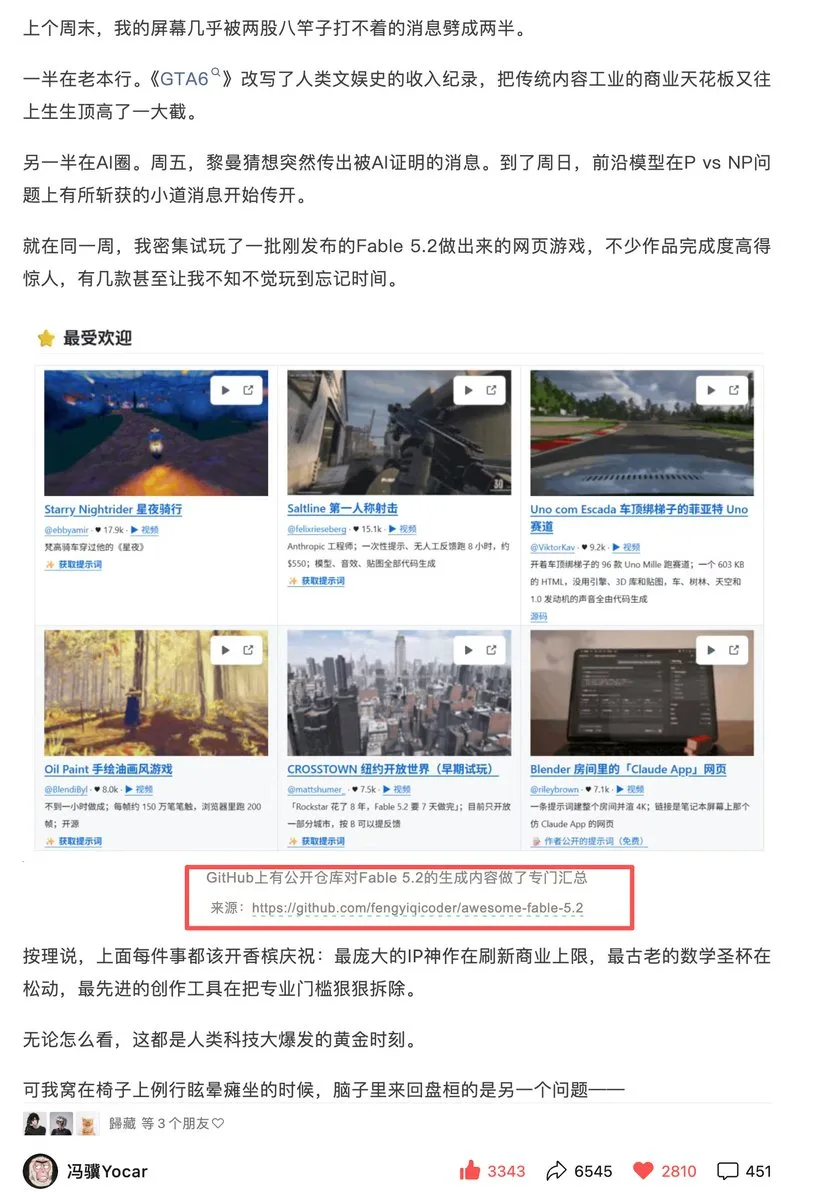 上个周末，我的屏幕几乎被两股八竿子打不着的消息劈成两半。
一半在老本行。《GTA6》改写了人类文娱史的收入纪录，把传统内容工业的商业天花板又往
上生生顶高了一大截。
另一半在AI圈。周五，黎曼猜想突然传出被AI证明的消息。到了周日，前沿模型在P vs NP问
题上有所斩获的小道消息开始传开。
就在同一周，我密集试玩了一批刚发布的Fable 5.2做出来的网页游戏，不少作品完成度高得
惊人，有几款甚至让我不知不觉玩到忘记时间。
⭐ 最受欢迎
Starry Nightrider 星夜骑行
@ebbyamir · ♥ 17.9k · ▶ 视频
梵高骑车穿过他的《星夜》
✨ 获取提示词
30
Saltline 第一人称射击
@felixrieseberg · ♥ 15.1k · ▶ 视频
Anthropic 工程师；一次性提示、无人工反馈跑 8 小时，约
$550；模型、音效、贴图全部代码生成
✨ 获取提示词
Uno com Escada 车顶绑梯子的菲亚特 Uno
赛道
@ViktorKav · ♥ 9.2k · ▶ 视频
开着车顶绑梯子的 96 款 Uno Mille 跑赛道；一个 603 KB
的 HTML，没用引擎、3D 库和贴图，车、树林、天空和
1.0 发动机的声音全由代码生成
源码
Oil Paint 手绘油画风游戏
@BlendiByl · ♥ 8.0k · ▶ 视频
不到一小时做成；每帧约 150 万笔笔触，浏览器里跑 200
帧；开源
✨ 获取提示词
CROSSTOWN 纽约开放世界（早期试玩）
@mattshumer_ · ♥ 7.5k · ▶ 视频
「Rockstar 花了 8 年，Fable 5.2 要 7 天做完」；目前只开放
一部分城市，按 B 可以提反馈
✨ 获取提示词
Blender 房间里的「Claude App」网页
@rileybrown · ♥ 7.1k · ▶ 视频
一条提示词建整个房间并渲 4K；链接是笔记本屏幕上那个
仿 Claude App 的网页
📝 作者公开的提示词（免费）
GitHub上有公开仓库对Fable 5.2的生成内容做了专门汇总
来源：https://github.com/fengyiqicoder/awesome-fable-5.2
按理说，上面每件事都该开香槟庆祝：最庞大的IP神作在刷新商业上限，最古老的数学圣杯在
松动，最先进的创作工具在把专业门槛狠狠拆除。
无论怎么看，这都是人类科技大爆发的黄金时刻。
可我窝在椅子上例行眩晕瘫坐的时候，脑子里来回盘桓的是另一个问题——
歸藏 等3个朋友♡
冯骥Yocar
3343 6545 2810 451